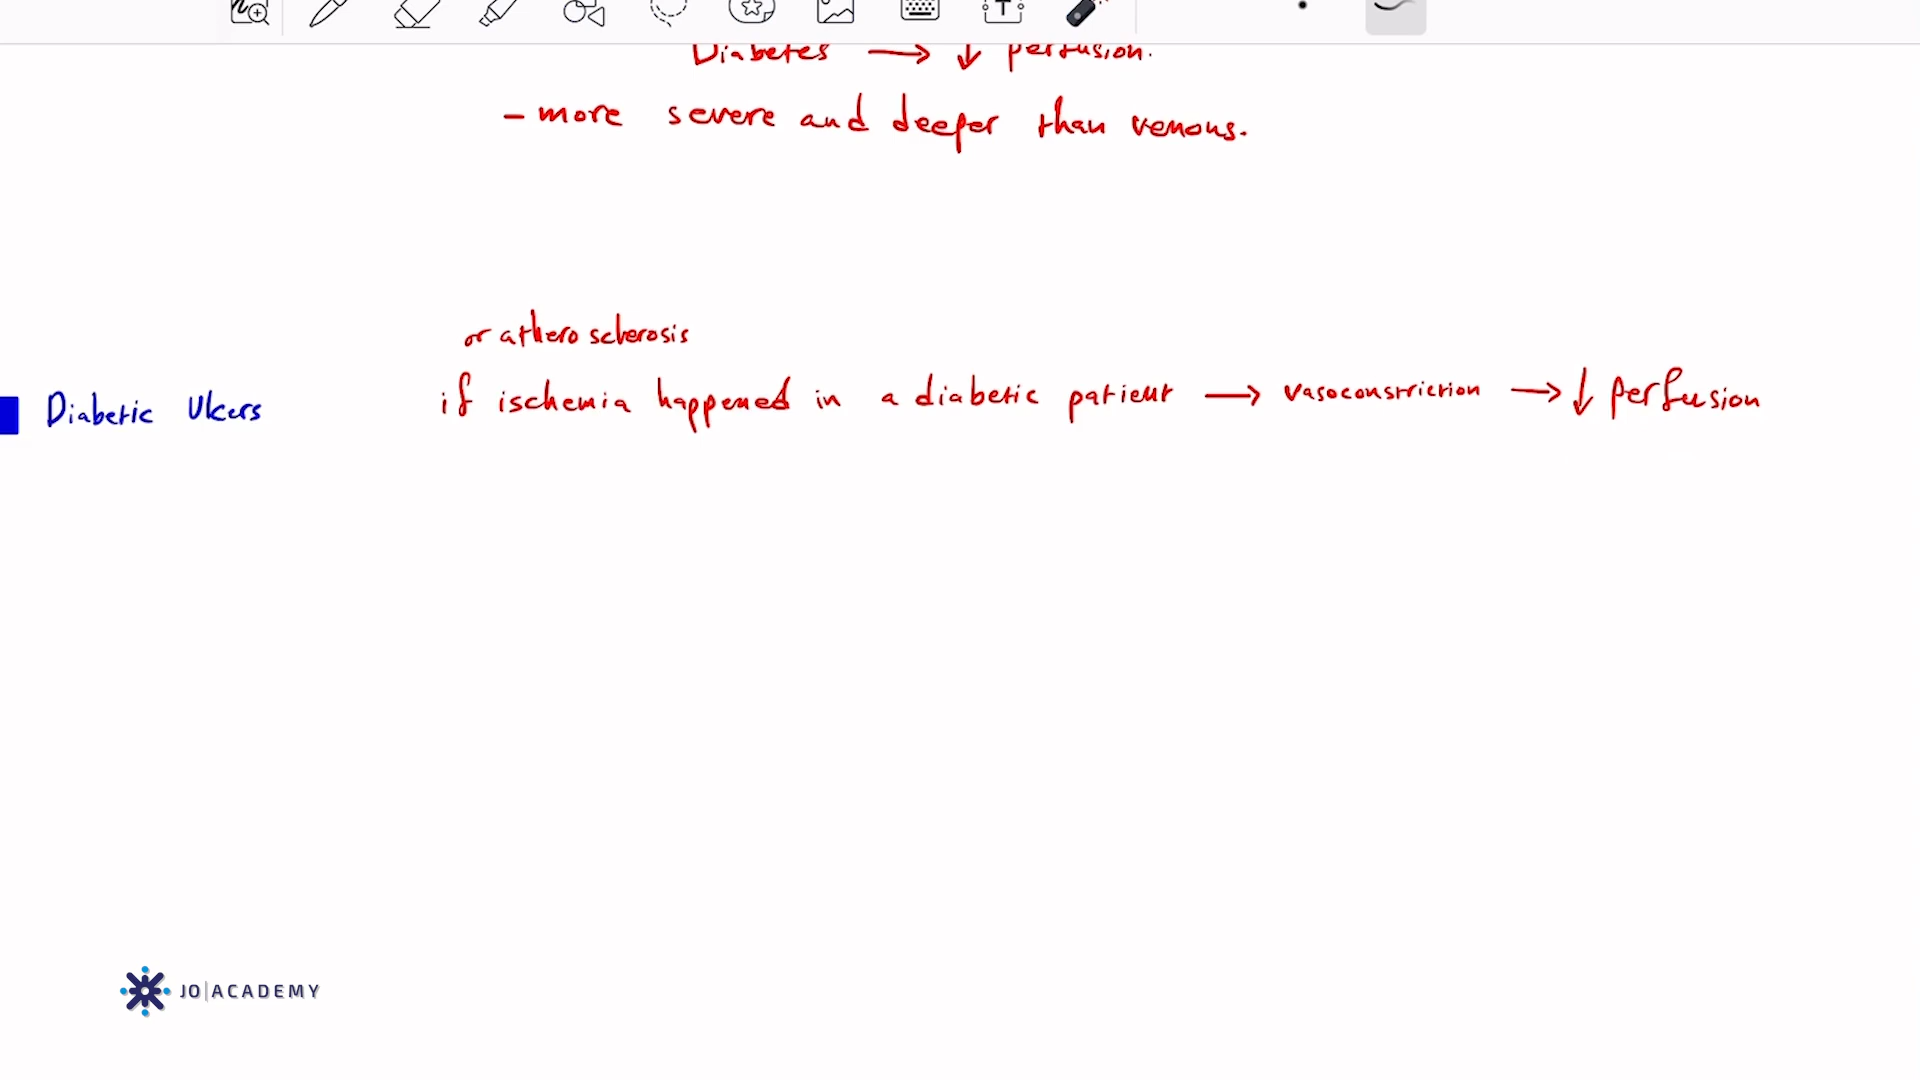 Diabetes → ↓ perfusion.
- more severe and deeper than venous.
or atherosclerosis
Diabetic Ulcers if ischemia happened in a diabetic patient → vasoconstriction → ↓ perfusion
JO|ACADEMY